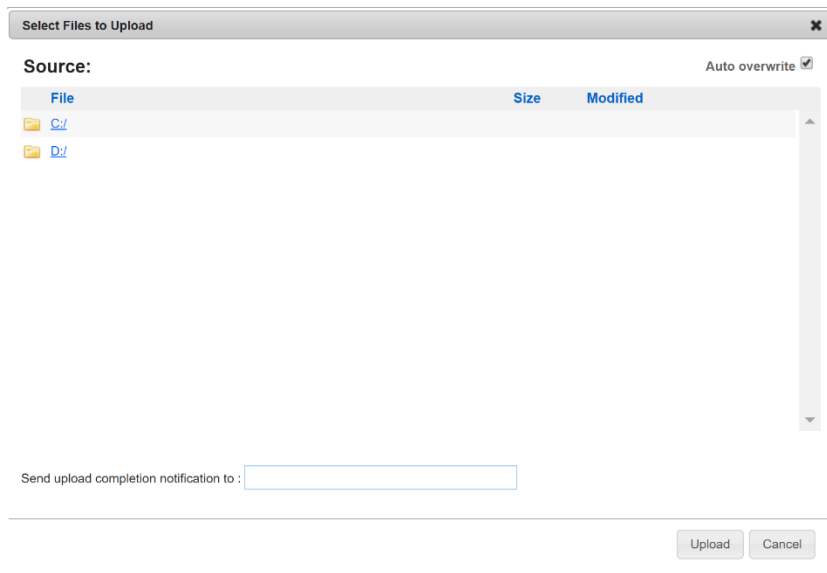 Select Files to Upload
Source:
Auto overwrite
File Size Modified
C:/
D:/
Send upload completion notification to :
Upload Cancel